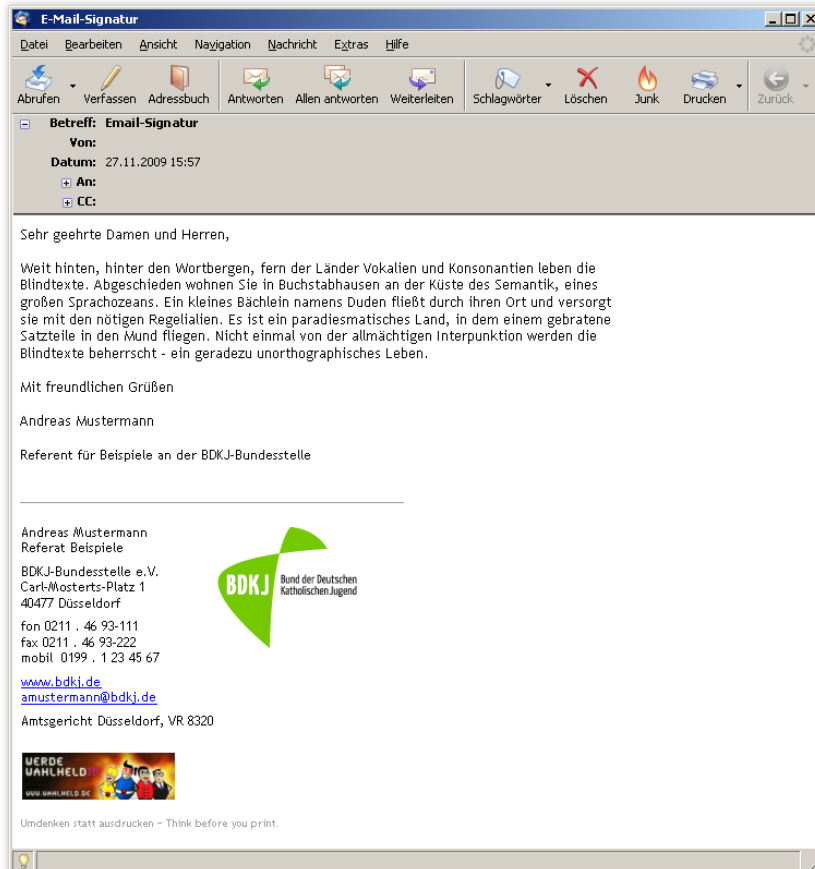 E-Mail-Signatur
Datei Bearbeiten Ansicht Navigation Nachricht Extras Hilfe
Abrufen Verfassen Adressbuch Antworten Allen antworten Weiterleiten Schlagwörter Löschen Junk Drucken Zurück
Betreff: Email-Signatur
Von:
Datum: 27.11.2009 15:57
An:
CC:
Sehr geehrte Damen und Herren,
Weit hinten, hinter den Wortbergen, fern der Länder Vokalien und Konsonantien leben die
Blindtexte. Abgeschieden wohnen Sie in Buchstabhausen an der Küste des Semantik, eines
großen Sprachozeans. Ein kleines Bächlein namens Duden fließt durch ihren Ort und versorgt
sie mit den nötigen Regelialien. Es ist ein paradiesmatisches Land, in dem einem gebratene
Satzteile in den Mund fliegen. Nicht einmal von der allmächtigen Interpunktion werden die
Blindtexte beherrscht - ein geradezu unorthographisches Leben.
Mit freundlichen Grüßen
Andreas Mustermann
Referent für Beispiele an der BDKJ-Bundesstelle
Andreas Mustermann
Referat Beispiele
BDKJ-Bundesstelle e.V.
Carl-Mosterts-Platz 1
40477 Düsseldorf
fon 0211 . 46 93-111
fax 0211 . 46 93-222
mobil 0199 . 1 23 45 67
www.bdkj.de
amustermann@bdkj.de
Amtsgericht Düsseldorf, VR 8320
BDKJ
Bund der Deutschen
Katholischen Jugend
WERDE
WAHLHELD!
WWW.WAHLHELD.DE
Umdenken statt ausdrucken – Think before you print.